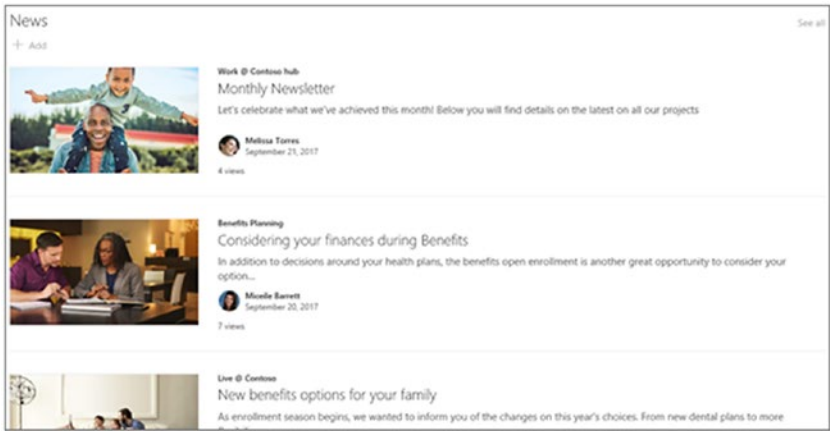 News
See all
+ Add
Work @ Contoso hub
Monthly Newsletter
Let's celebrate what we've achieved this month! Below you will find details on the latest on all our projects
Melissa Torres
September 21, 2017
4 views
Benefits Planning
Considering your finances during Benefits
In addition to decisions around your health plans, the benefits open enrollment is another great opportunity to consider your
option...
Miceile Barrett
September 20, 2017
7 views
Live @ Contoso
New benefits options for your family
As enrollment season begins, we wanted to inform you of the changes on this year's choices. From new dental plans to more